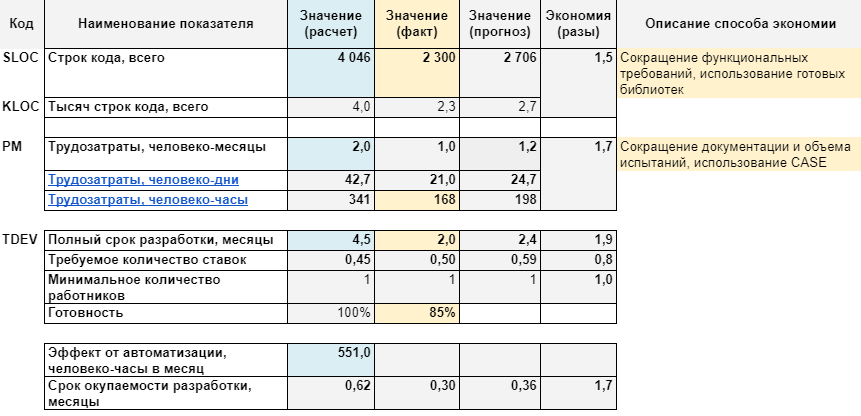 Код Наименование показателя Значение (расчет) Значение (факт) Значение (прогноз) Экономия (разы) Описание способа экономии
SLOC Строк кода, всего 4 046 2 300 2 706 1,5 Сокращение функциональных
требований, использование готовых
библиотек
KLOC Тысяч строк кода, всего 4,0 2,3 2,7
PM Трудозатраты, человеко-месяцы 2,0 1,0 1,2 1,7 Сокращение документации и объема
испытаний, использование CASE
Трудозатраты, человеко-дни 42,7 21,0 24,7
Трудозатраты, человеко-часы 341 168 198
TDEV Полный срок разработки, месяцы 4,5 2,0 2,4 1,9
Требуемое количество ставок 0,45 0,50 0,59 0,8
Минимальное количество
работников 1 1 1 1,0
Готовность 100% 85%
Эффект от автоматизации,
человеко-часы в месяц 551,0
Срок окупаемости разработки,
месяцы 0,62 0,30 0,36 1,7